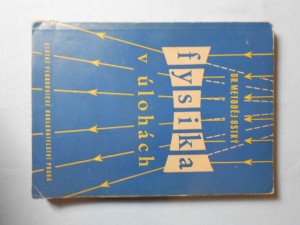 DR METODĚJ OSTRÝ
fysika
v úlohách
STÁTNÍ PEDAGOGICKÉ NAKLADATELSTVÍ PRAHA